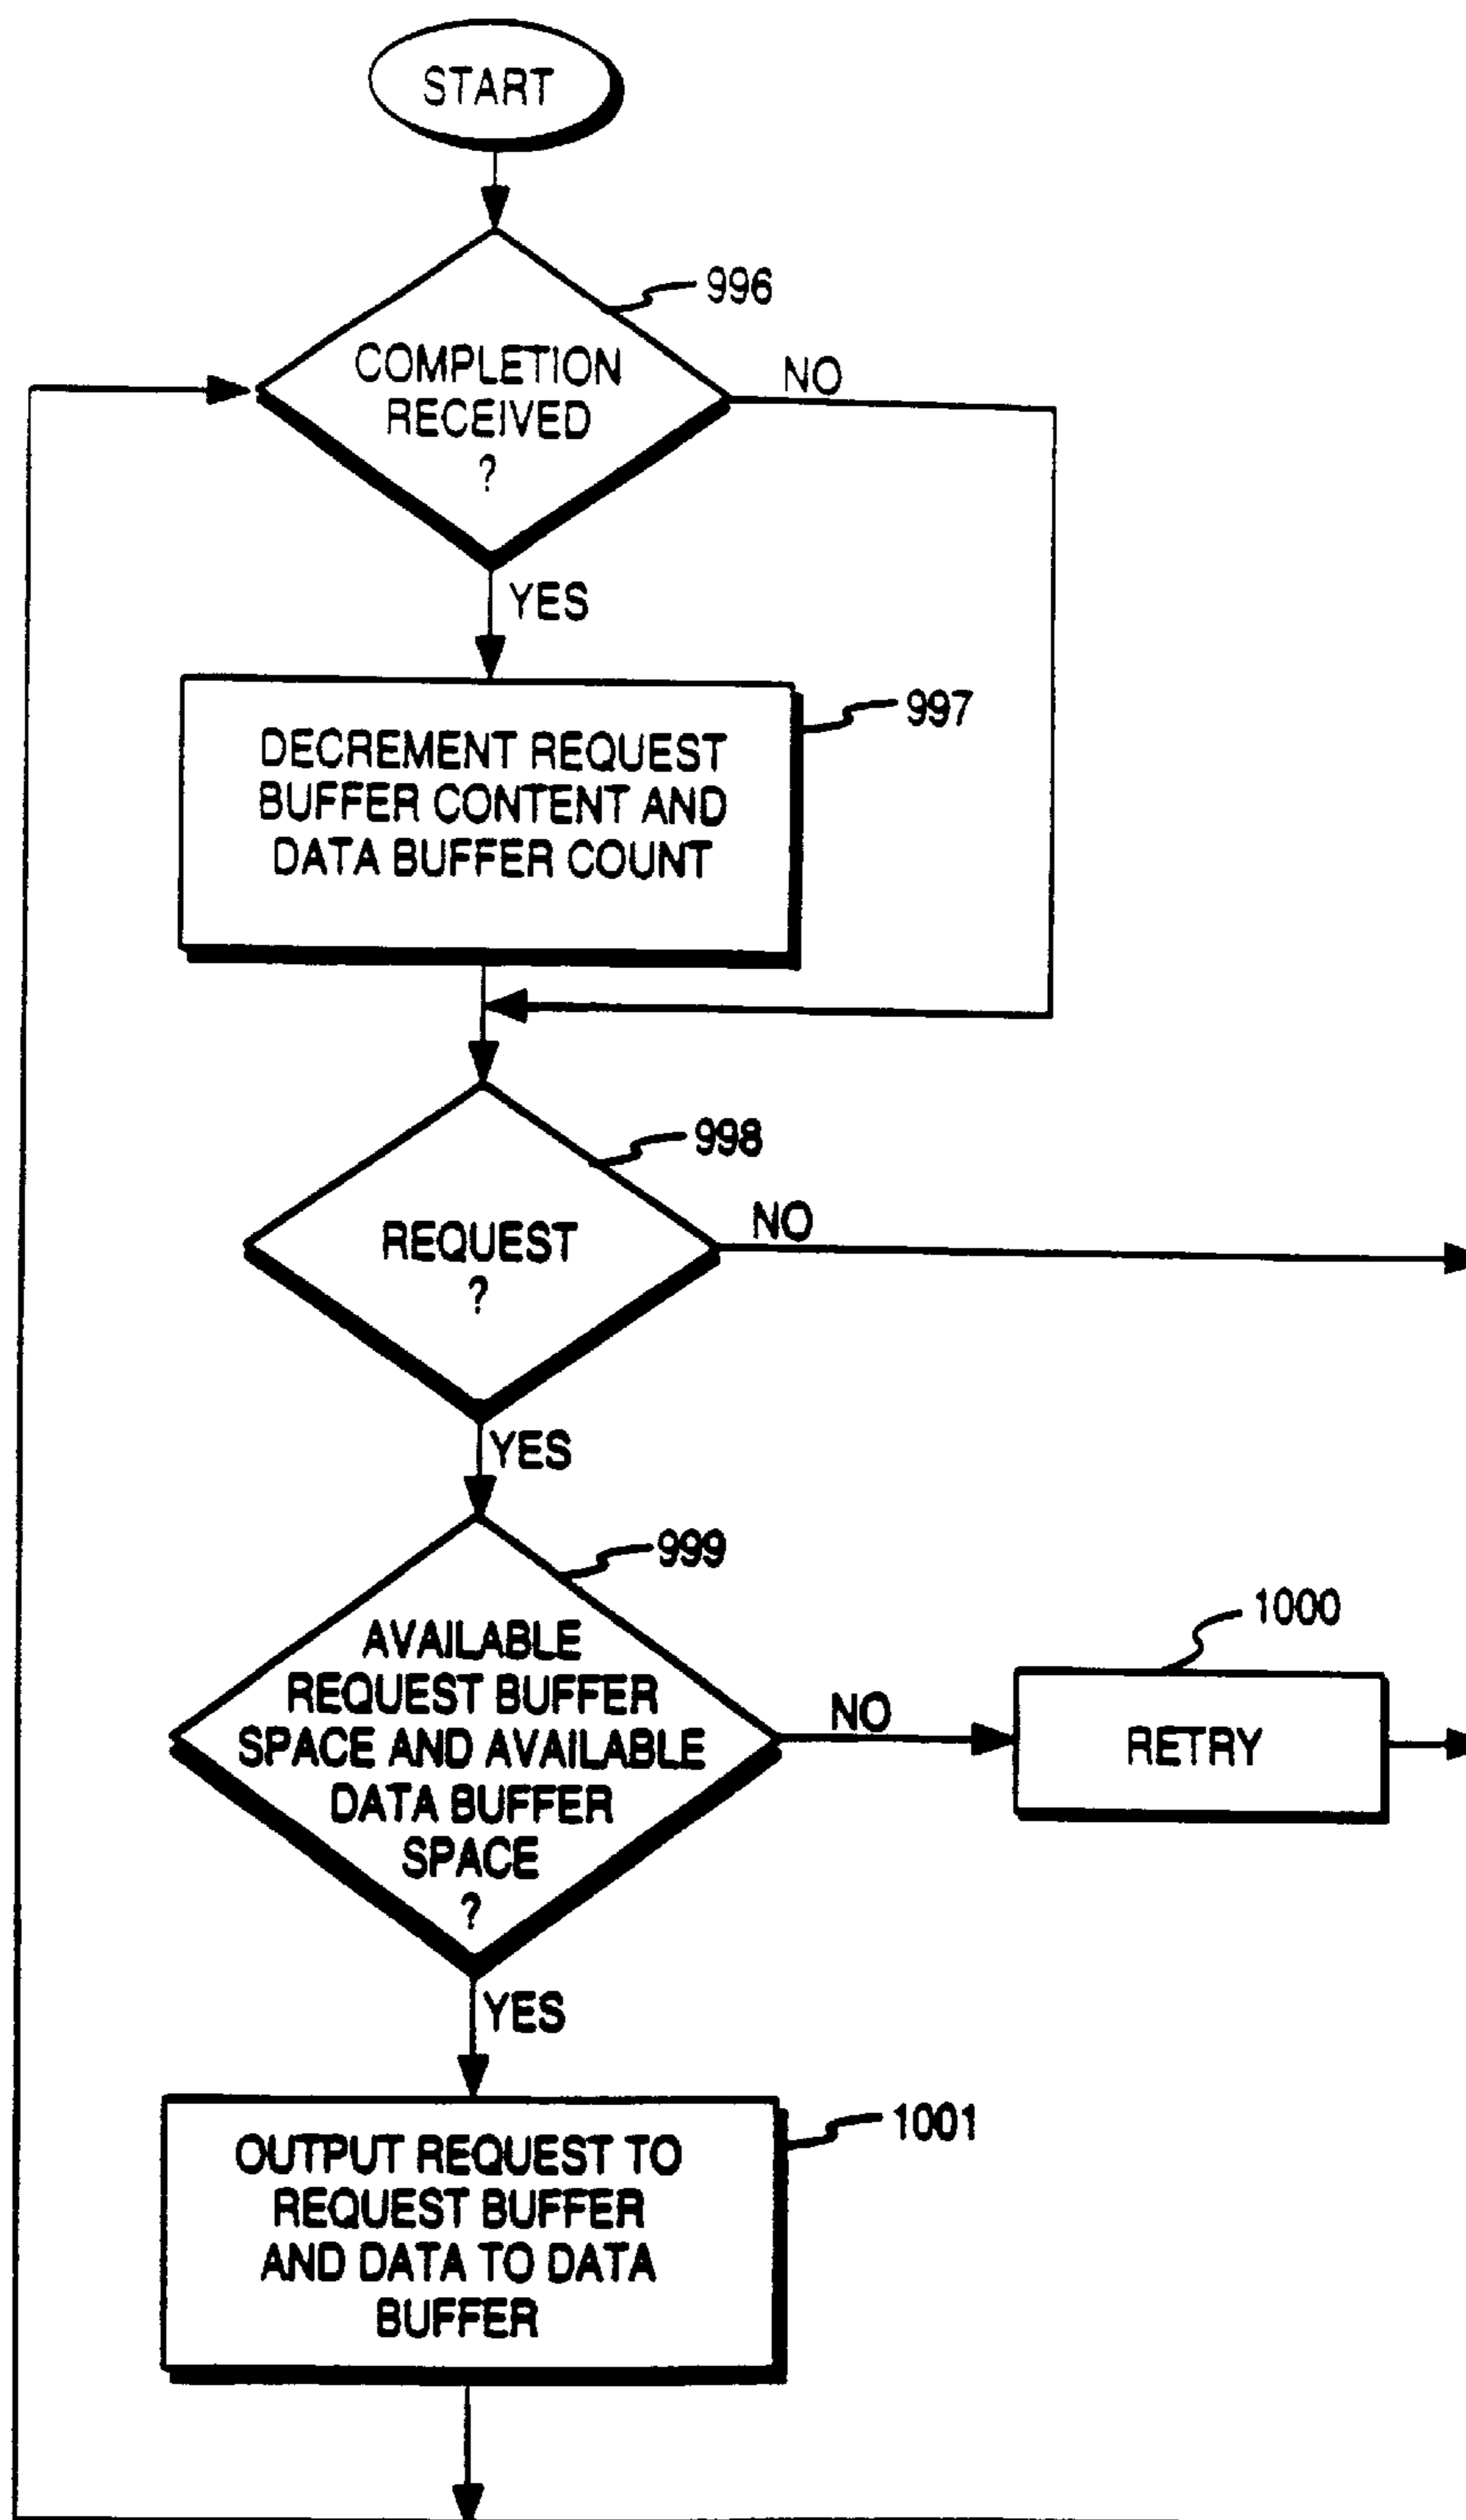 START
996
COMPLETION
RECEIVED
?
NO
YES
997
DECREMENT REQUEST
BUFFER CONTENT AND
DATA BUFFER COUNT
998
REQUEST
?
NO
YES
999
AVAILABLE
REQUEST BUFFER
SPACE AND AVAILABLE
DATA BUFFER
SPACE
?
NO
1000
RETRY
YES
1001
OUTPUT REQUEST TO
REQUEST BUFFER
AND DATA TO DATA
BUFFER